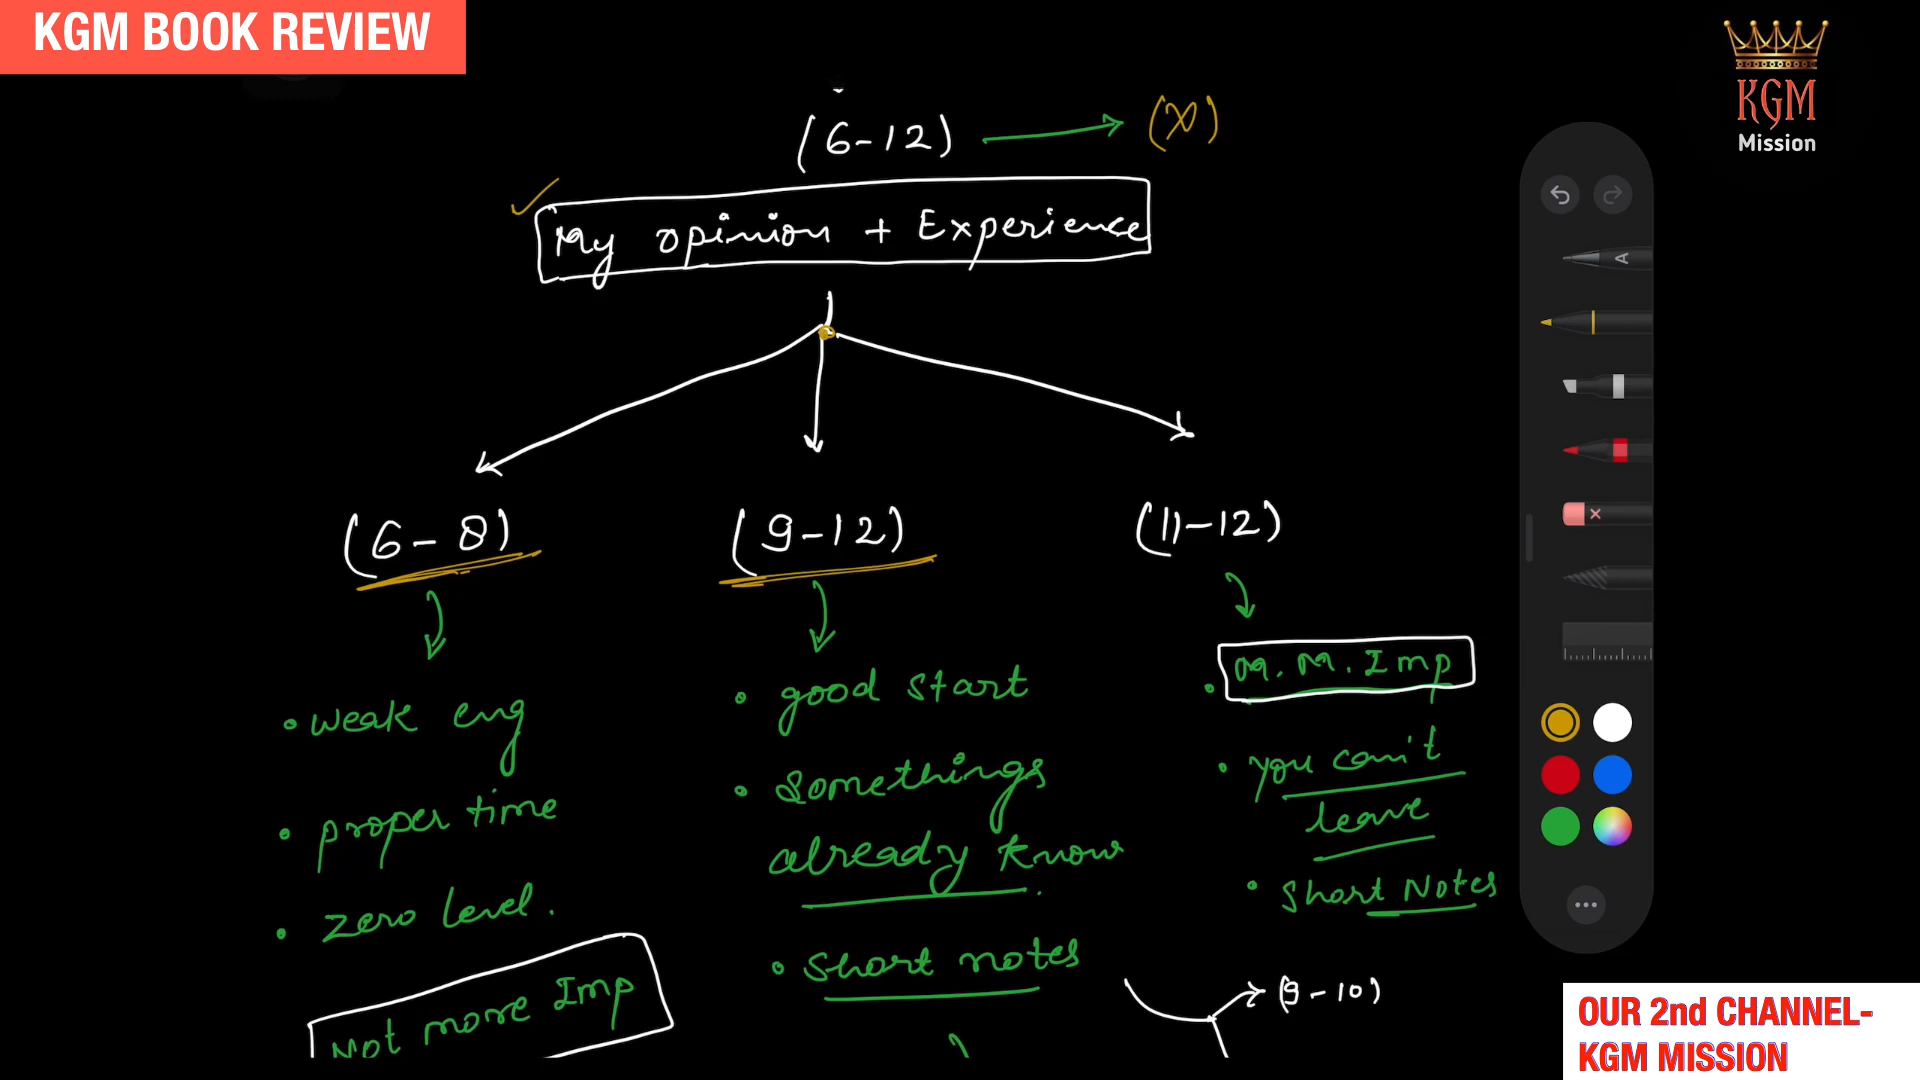 KGM BOOK REVIEW
KGM
Mission
(6-12) → (X)
My opinion + Experience
(6-8)
(9-12)
(11-12)
• weak eng
• proper time
• zero level.
Not more Imp
• good start
• Somethings
already know
• Short notes
• M.M.Imp
• you can't
leave
• Short Notes
(9-10)
A
OUR 2nd CHANNEL-
KGM MISSION